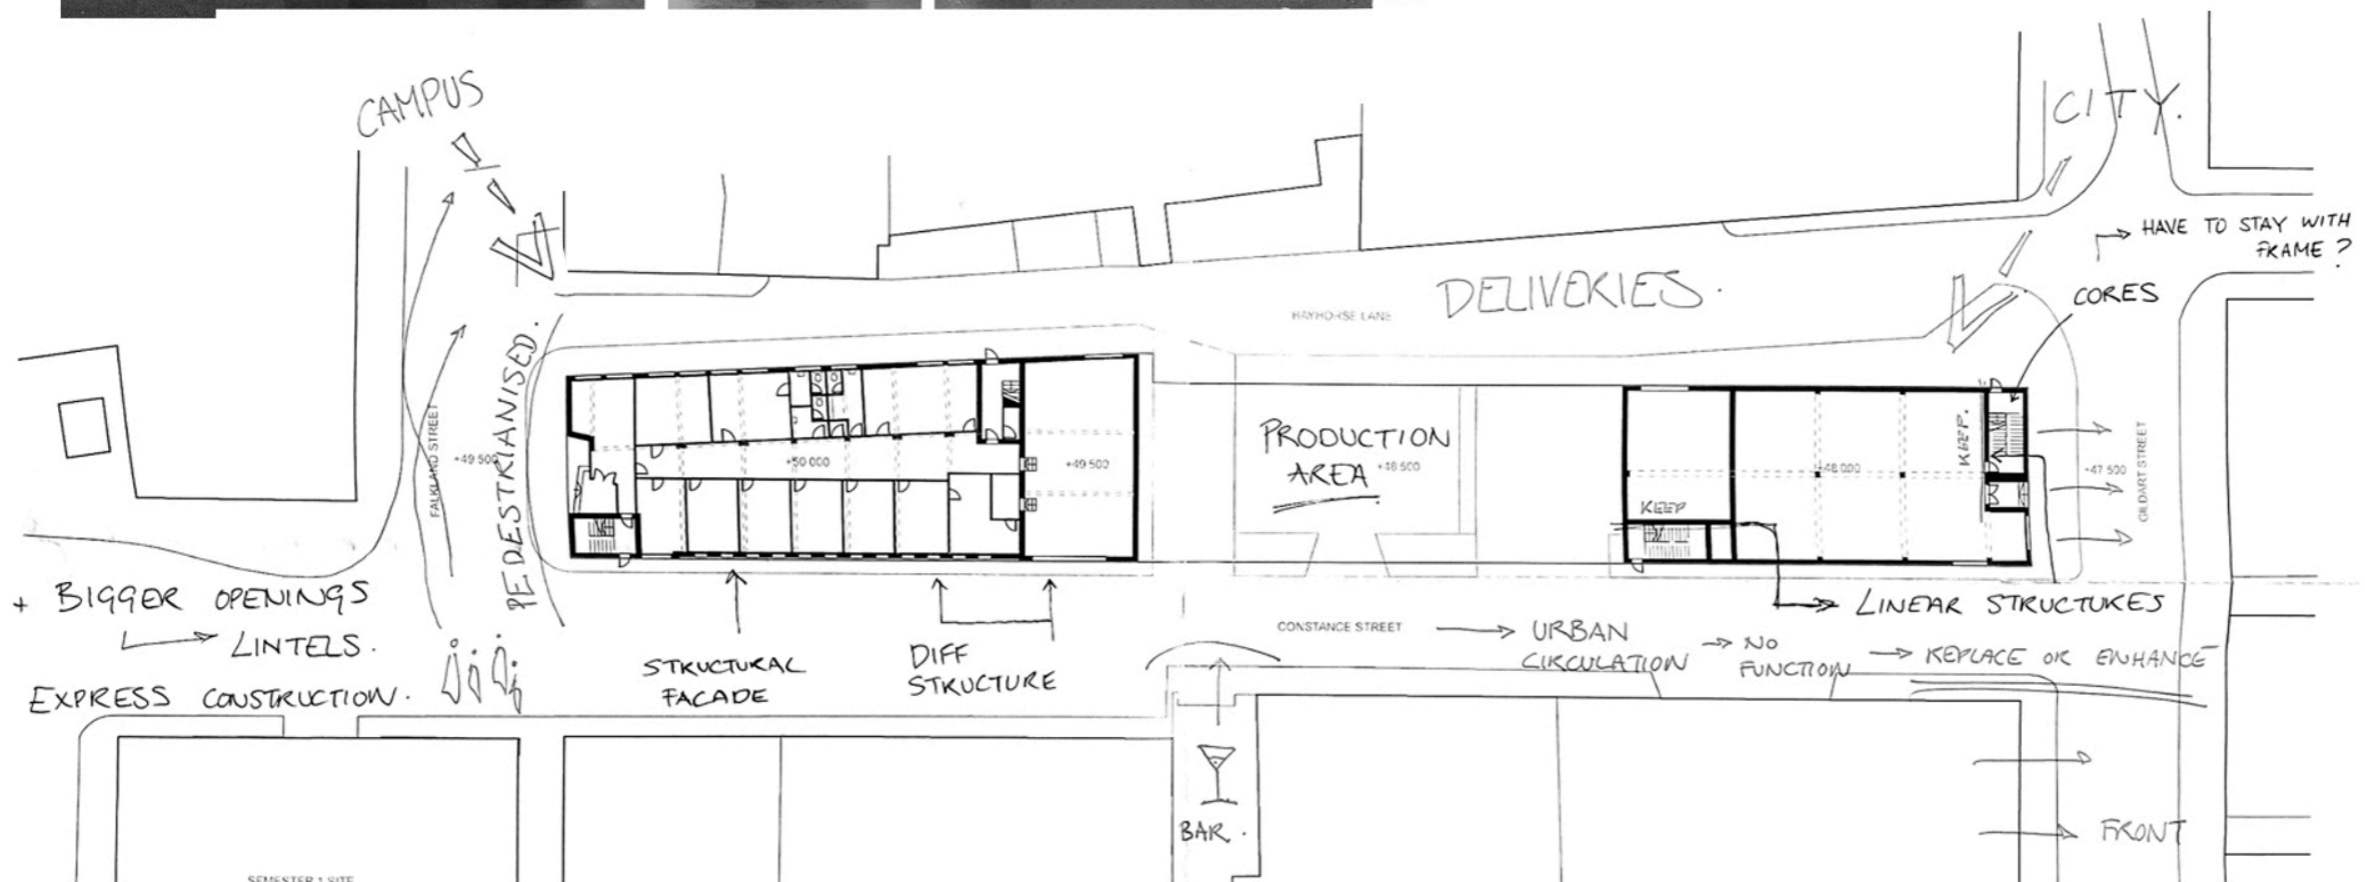 CAMPUS
CITY.
HAVE TO STAY WITH
FRAME ?
CORES
DELIVERIES.
BAYHORSE LANE
PEDESTRIANISED.
FALKLAND STREET
+49 500
+50 000
+49 500
PRODUCTION
AREA
+48 500
KEEP
KEEP.
+48 000
+47 500
GILDART STREET
+ BIGGER OPENINGS
LINTELS.
EXPRESS CONSTRUCTION.
STRUCTURAL
FACADE
DIFF
STRUCTURE
CONSTANCE STREET
URBAN
CIRCULATION
NO
FUNCTION
REPLACE OR ENHANCE
LINEAR STRUCTURES
BAR.
FRONT
SEMESTER 1 SITE